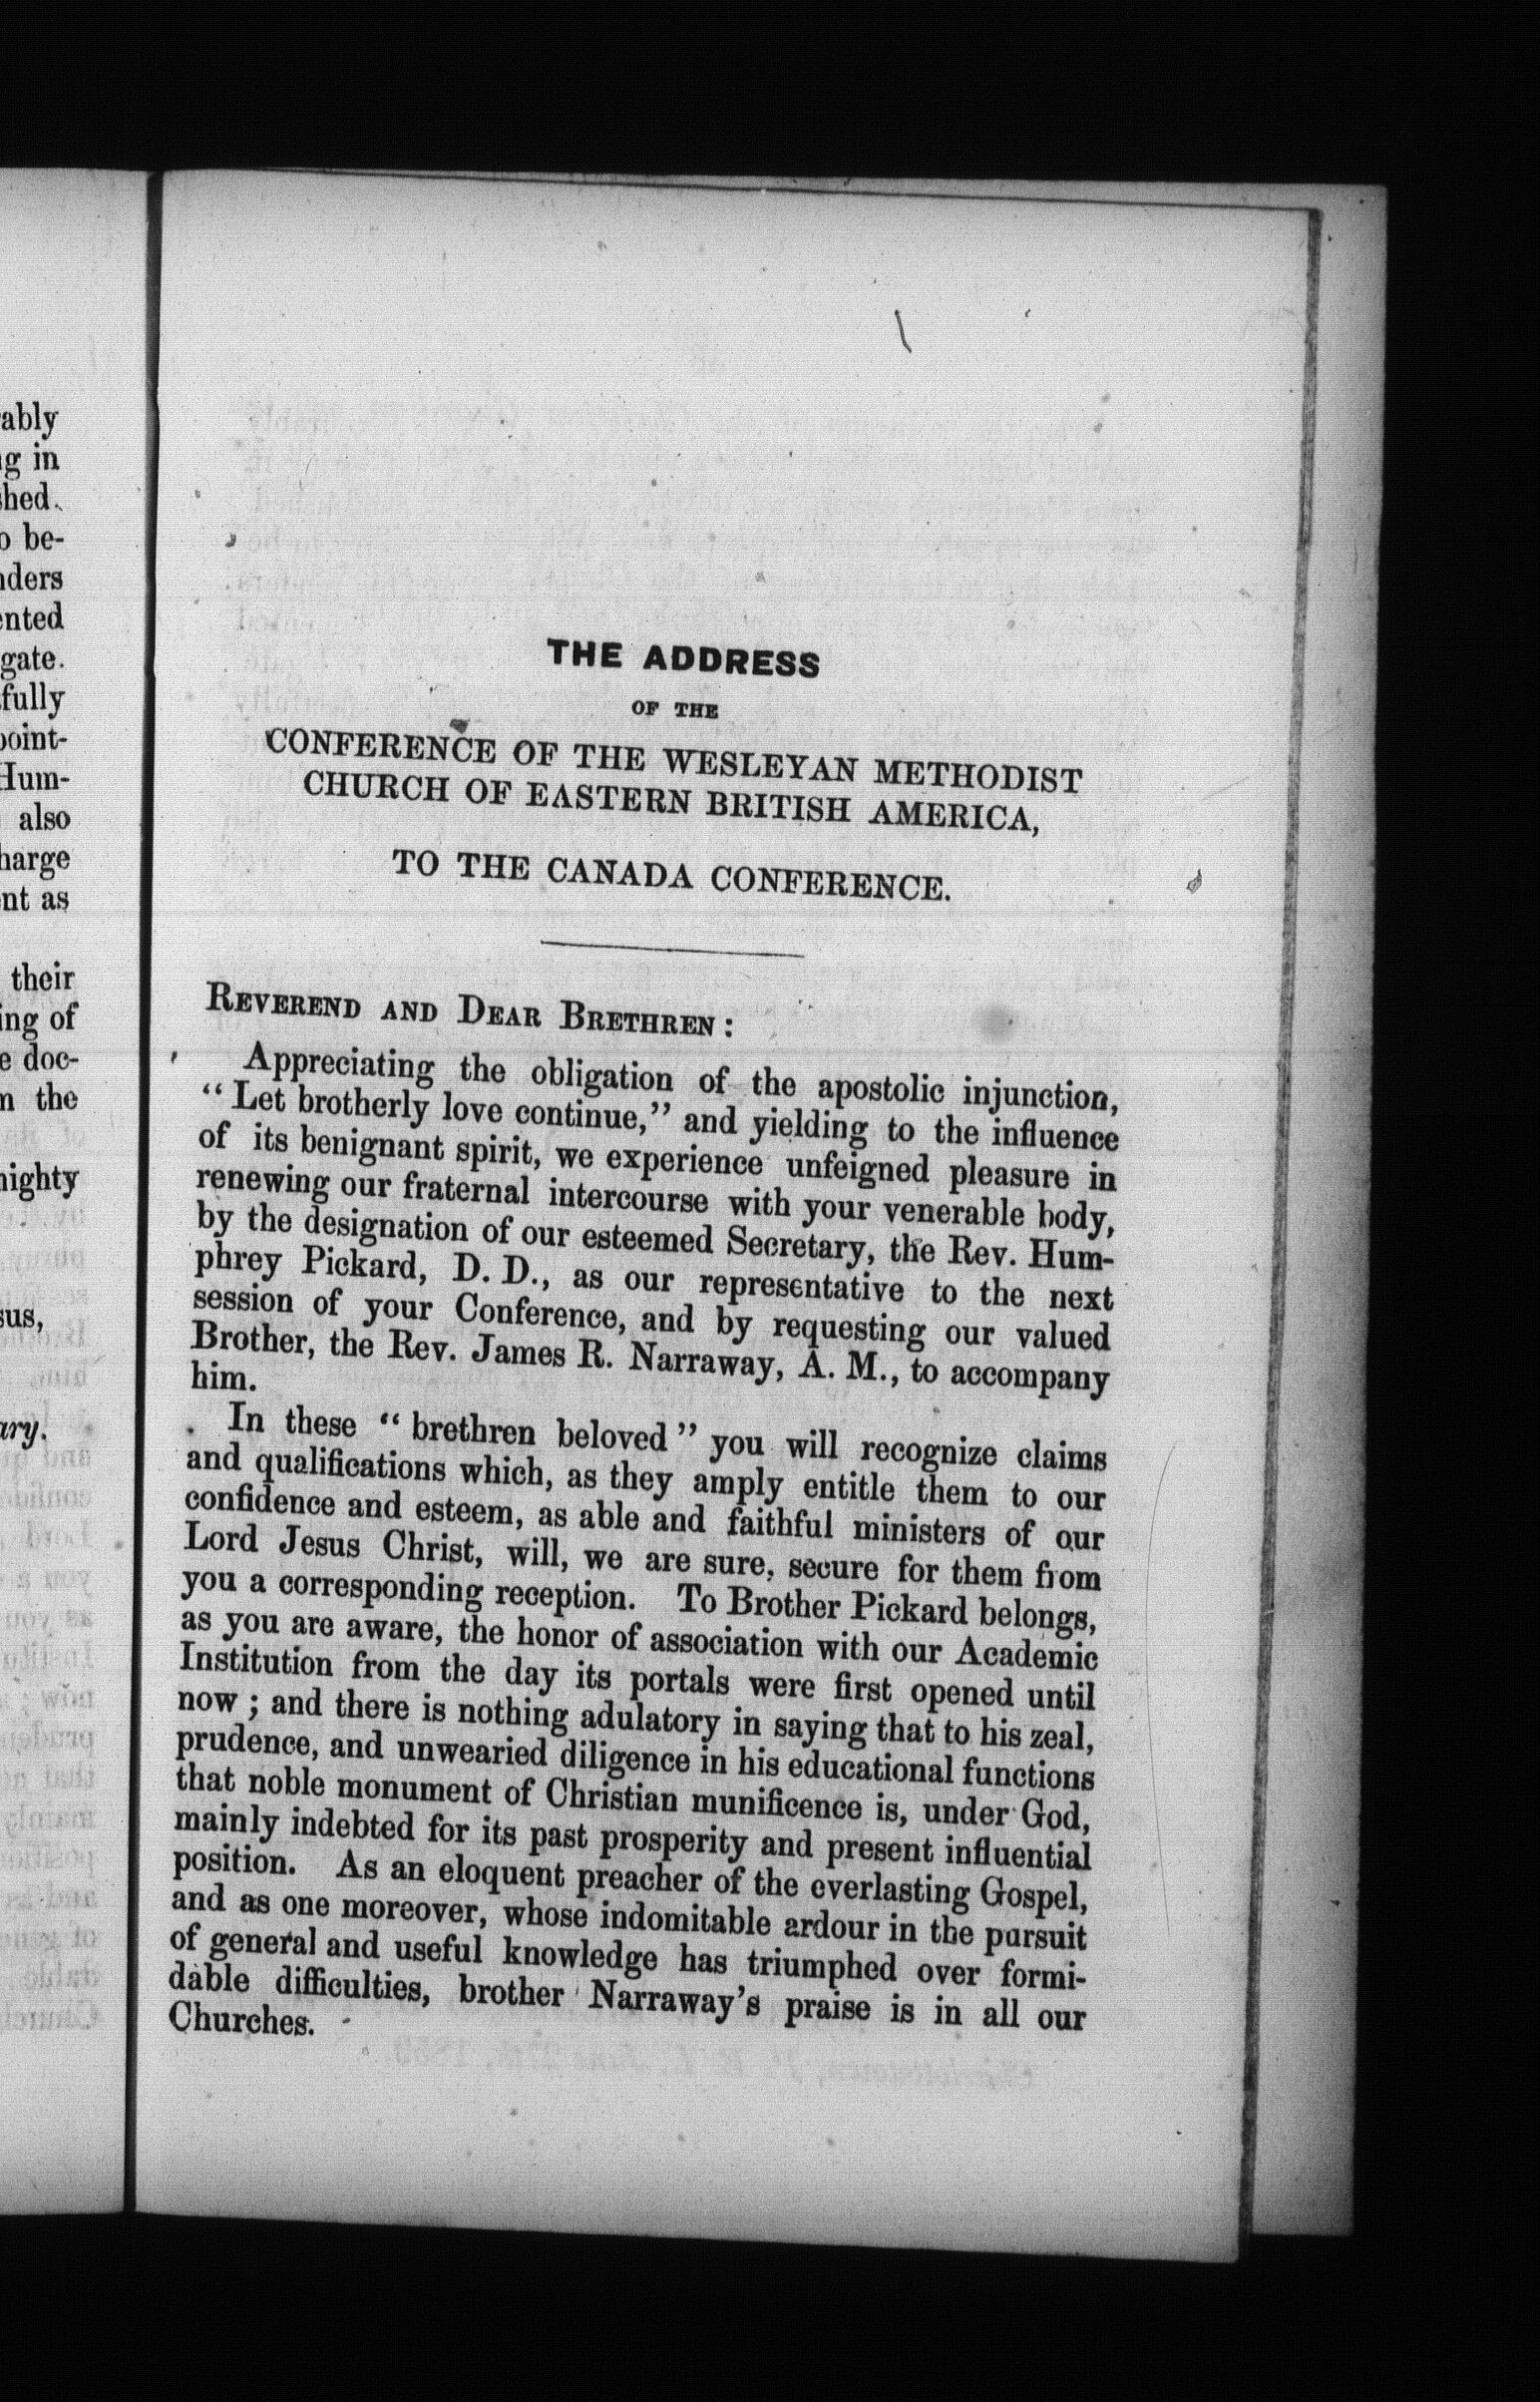 ably
in
be-
gate.
fully
also
as
their
of
doc-
the
THE ADDRESS
OF THE
CONFERENCE OF THE WESLEYAN METHODIST
CHURCH OF EASTERN BRITISH AMERICA,
TO THE CANADA CONFERENCE.
REVEREND AND DEAR BRETHREN:
Appreciating the obligation of the apostolic injunction,
“Let brotherly love continue,” and yielding to the influence
of its benignant spirit, we experience unfeigned pleasure in
renewing our fraternal intercourse with your venerable body,
by the designation of our esteemed Secretary, the Rev. Hum-
phrey Pickard, D. D., as our representative to the next
session of your Conference, and by requesting our valued
Brother, the Rev. James R. Narraway, A. M., to accompany
him.
In these “brethren beloved” you will recognize claims
and qualifications which, as they amply entitle them to our
confidence and esteem, as able and faithful ministers of our
Lord Jesus Christ, will, we are sure, secure for them from
you a corresponding reception. To Brother Pickard belongs,
as you are aware, the honor of association with our Academic
Institution from the day its portals were first opened until
now; and there is nothing adulatory in saying that to his zeal,
prudence, and unwearied diligence in his educational functions
that noble monument of Christian munificence is, under God,
mainly indebted for its past prosperity and present influential
position. As an eloquent preacher of the everlasting Gospel,
and as one moreover, whose indomitable ardour in the pursuit
of general and useful knowledge has triumphed over formi-
dable difficulties, brother Narraway's praise is in all our
Churches.